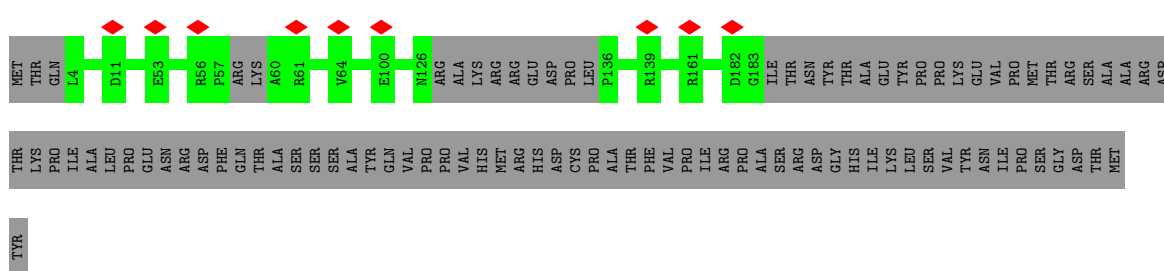 MET THR GLN L4 D11 E53 R56 P57 ARG LYS A60 R61 V64 E100 N126 ARG ALA LYS ARG ARG GLU ASP PRO LEU P136 R139 R161 D182 G183 ILE THR ASN TYR THR ALA GLU TYR PRO PRO LYS GLU VAL PRO MET THR ARG SER ALA ALA ARG ASP
THR LYS PRO ILE ALA LEU PRO GLU ASN ARG ASP PHE GLN THR ALA SER SER SER ALA TYR GLN VAL PRO PRO VAL HIS MET ARG HIS ASP CYS PRO ALA THR PHE VAL PRO ILE ARG PRO ALA SER ARG ASP GLY HIS ILE LYS LEU SER VAL TYR ASN ILE PRO SER GLY ASP THR MET
TYR